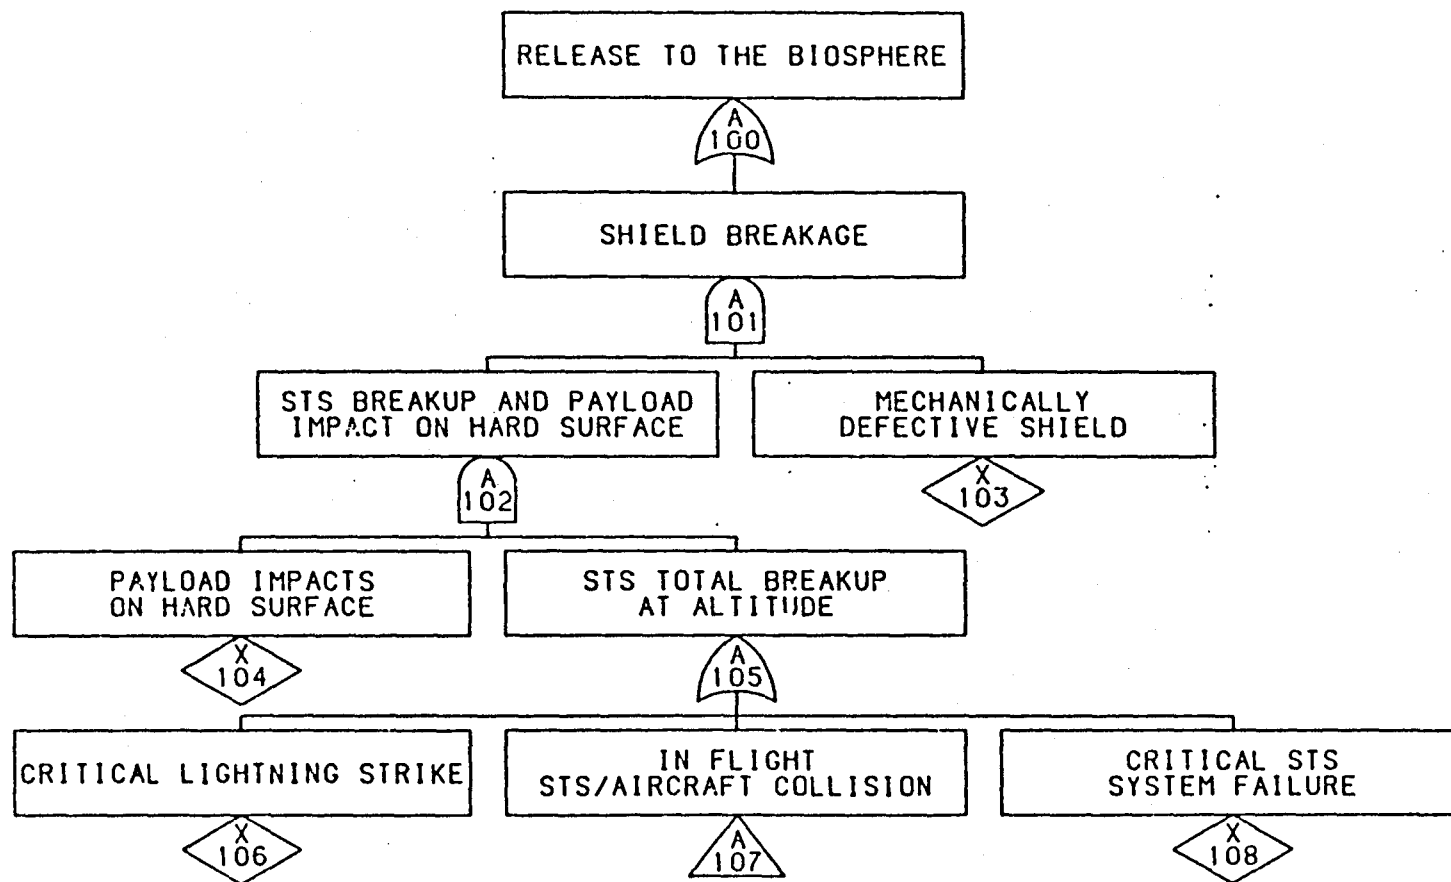 RELEASE TO THE BIOSPHERE
A
100
SHIELD BREAKAGE
A
101
STS BREAKUP AND PAYLOAD
IMPACT ON HARD SURFACE
MECHANICALLY
DEFECTIVE SHIELD
A
102
X
103
PAYLOAD IMPACTS
ON HARD SURFACE
STS TOTAL BREAKUP
AT ALTITUDE
X
104
A
105
CRITICAL LIGHTNING STRIKE
IN FLIGHT
STS/AIRCRAFT COLLISION
CRITICAL STS
SYSTEM FAILURE
X
106
A
107
X
108